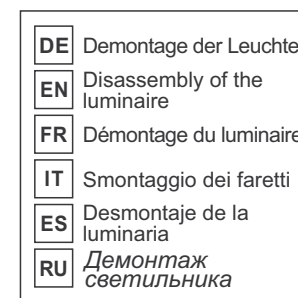 DE Demontage der Leuchte
EN Disassembly of the
luminaire
FR Démontage du luminaire
IT Smontaggio dei faretti
ES Desmontaje de la
luminaria
RU Демонтаж
светильника